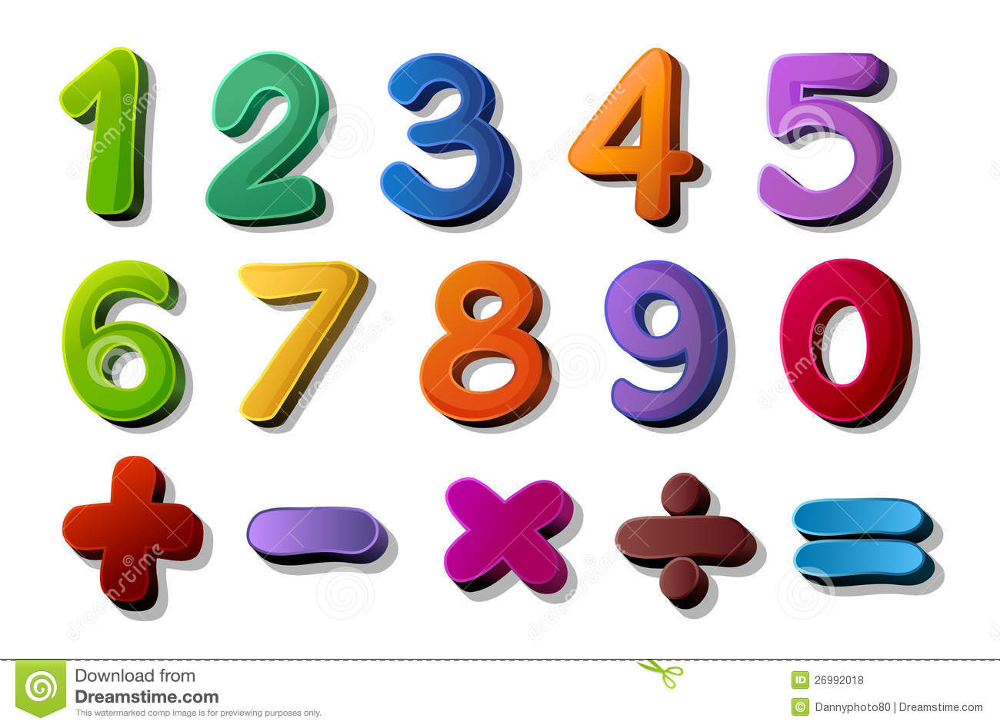 1 2 3 4 5
6 7 8 9 0
+ - × ÷ =
Download from
Dreamstime.com
This watermarked comp image is for previewing purposes only.
ID 26992018
© Dannyphoto80 | Dreamstime.com